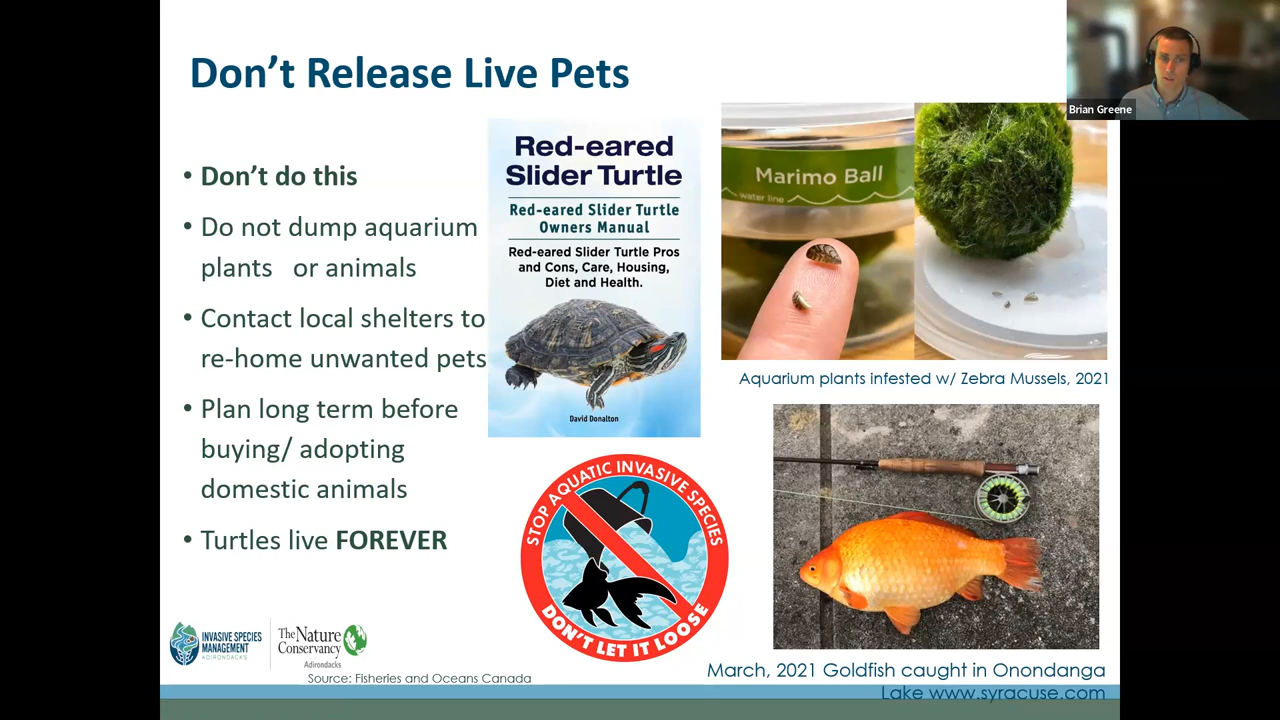 Don't Release Live Pets
Brian Greene
• Don't do this
• Do not dump aquarium
plants or animals
• Contact local shelters to
re-home unwanted pets
• Plan long term before
buying/ adopting
domestic animals
• Turtles live FOREVER
Red-eared
Slider Turtle
Red-eared Slider Turtle
Owners Manual
Red-eared Slider Turtle Pros
and Cons, Care, Housing,
Diet and Health.
David Donalton
Marimo Ball
water line
Aquarium plants infested w/ Zebra Mussels, 2021
STOP AQUATIC INVASIVE SPECIES
DON'T LET IT LOOSE
March, 2021 Goldfish caught in Onondanga
Lake www.syracuse.com
INVASIVE SPECIES
MANAGEMENT
ADIRONDACKS
The Nature
Conservancy
Adirondacks
Source: Fisheries and Oceans Canada